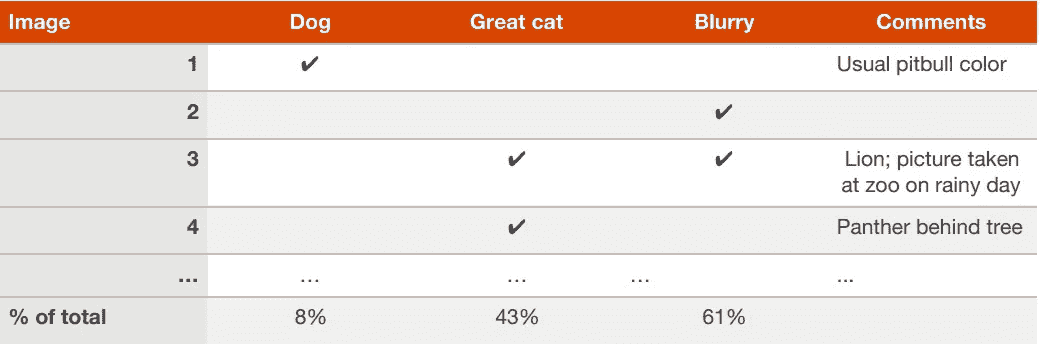 Image Dog Great cat Blurry Comments
1 ✔ Usual pitbull color
2 ✔
3 ✔ ✔ Lion; picture taken
at zoo on rainy day
4 ✔ Panther behind tree
... ... ... ... ...
% of total 8% 43% 61%